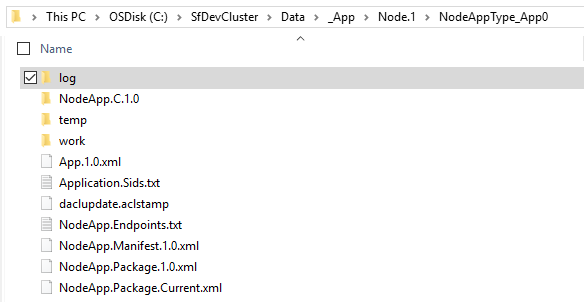 This PC > OSDisk (C:) > SfDevCluster > Data > _App > Node.1 > NodeAppType_App0
Name
log
NodeApp.C.1.0
temp
work
App.1.0.xml
Application.Sids.txt
daclupdate.aclstamp
NodeApp.Endpoints.txt
NodeApp.Manifest.1.0.xml
NodeApp.Package.1.0.xml
NodeApp.Package.Current.xml